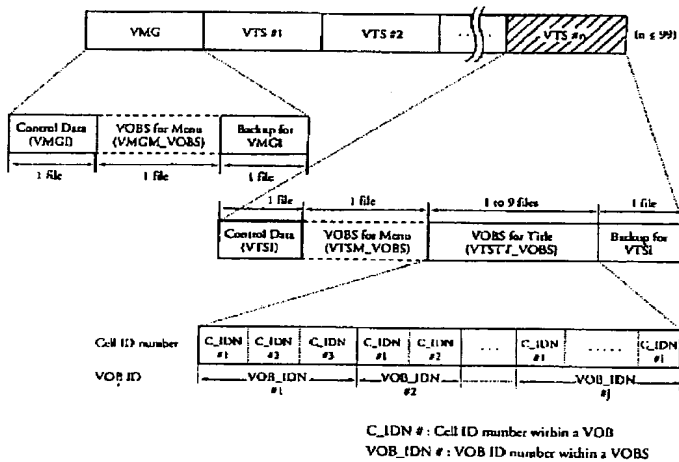 VMG VTS #1 VTS #2 ..... VTS #n (n ≤ 99)
Control Data (VMGI)
VOBS for Menu (VMGM_VOBS)
Backup for VMGI
1 file 1 file 1 file
1 file 1 file 1 to 9 files 1 file
Control Data (VTSI)
VOBS for Menu (VTSM_VOBS)
VOBS for Title (VTSTT_VOBS)
Backup for VTSI
Cell ID number
C_IDN #1
C_IDN #2
C_IDN #3
C_IDN #1
C_IDN #2
....
C_IDN #1
.....
C_IDN #i
VOB ID
VOB_IDN #1
VOB_IDN #2
VOB_IDN #j
C_IDN # : Cell ID number within a VOB
VOB_IDN # : VOB ID number within a VOBS